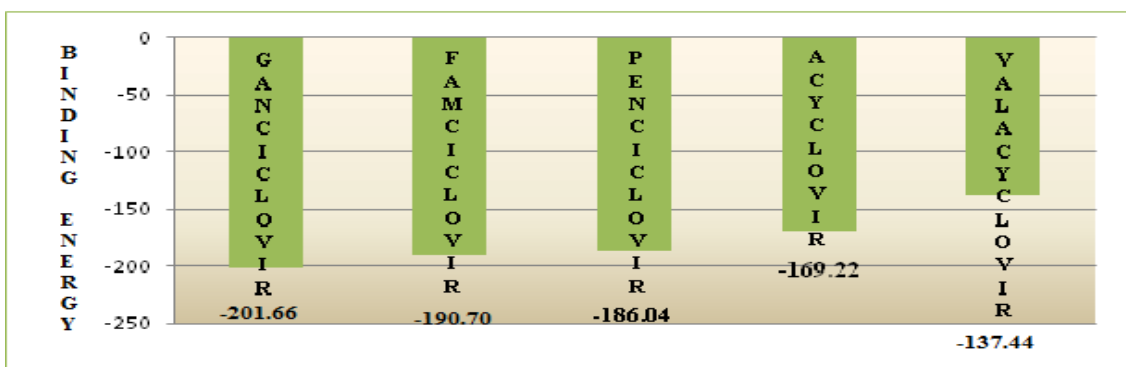 BINDING ENERGY
0
-50
-100
-150
-200
-250
GANCICLOVIR
FAMCICLOVIR
PENCICLOVIR
ACYCLOVIR
VALACYCLOVIR
-201.66
-190.70
-186.04
-169.22
-137.44